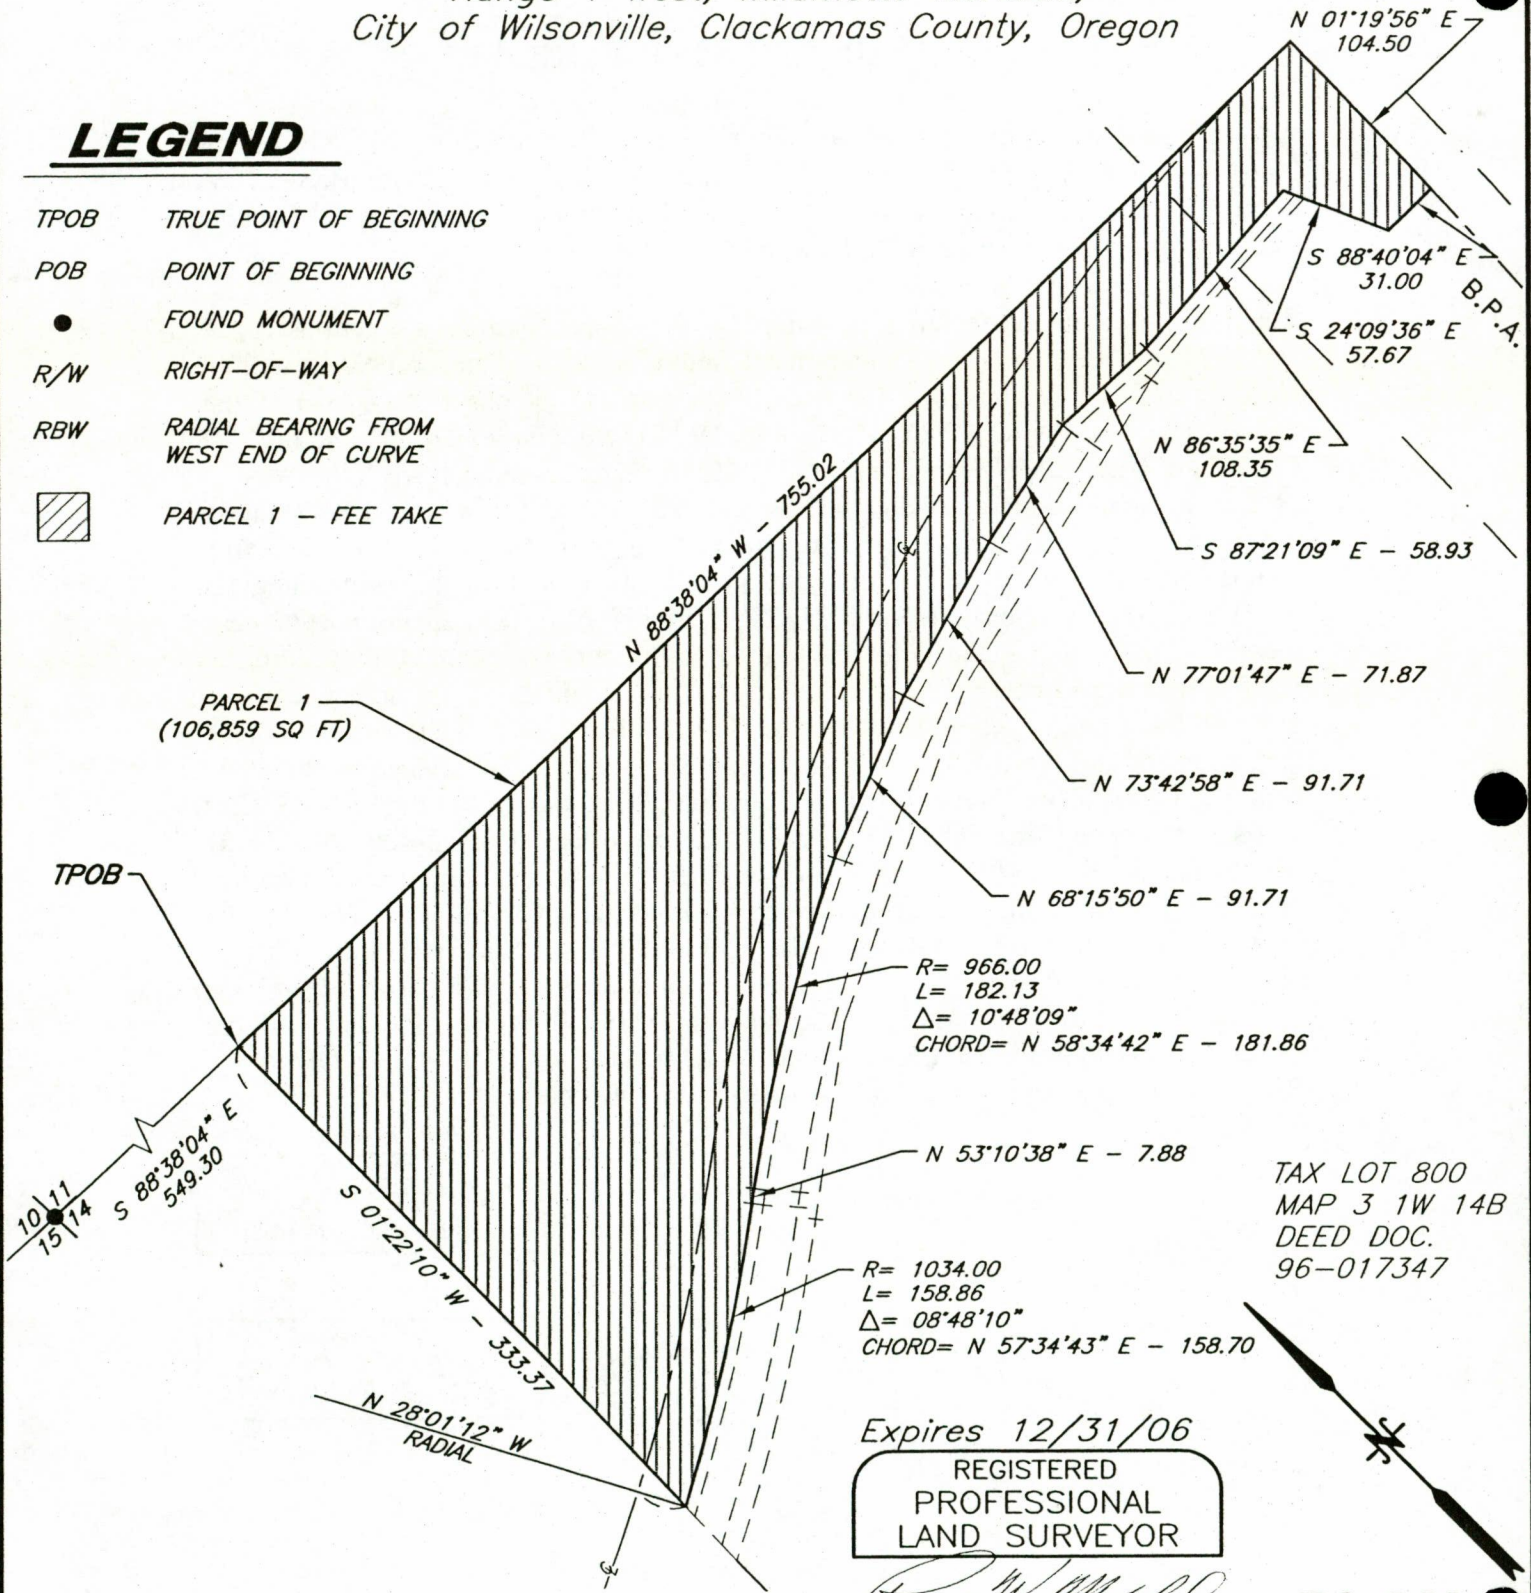 City of Wilsonville, Clackamas County, Oregon
N 01°19'56" E
104.50
LEGEND
TPOB TRUE POINT OF BEGINNING
POB POINT OF BEGINNING
FOUND MONUMENT
R/W RIGHT-OF-WAY
RBW RADIAL BEARING FROM
WEST END OF CURVE
PARCEL 1 - FEE TAKE
S 88°40'04" E
31.00
B.P.A.
S 24°09'36" E
57.67
N 86°35'35" E
108.35
S 87°21'09" E - 58.93
N 88°38'04" W - 755.02
N 77°01'47" E - 71.87
PARCEL 1
(106,859 SQ FT)
N 73°42'58" E - 91.71
TPOB
N 68°15'50" E - 91.71
R= 966.00
L= 182.13
Δ= 10°48'09"
CHORD= N 58°34'42" E - 181.86
S 88°38'04" E
549.30
10 11
15 14
N 53°10'38" E - 7.88
S 01°22'10" W - 333.37
TAX LOT 800
MAP 3 1W 14B
DEED DOC.
96-017347
R= 1034.00
L= 158.86
Δ= 08°48'10"
CHORD= N 57°34'43" E - 158.70
N 28°01'12" W
RADIAL
Expires 12/31/06
REGISTERED
PROFESSIONAL
LAND SURVEYOR
N